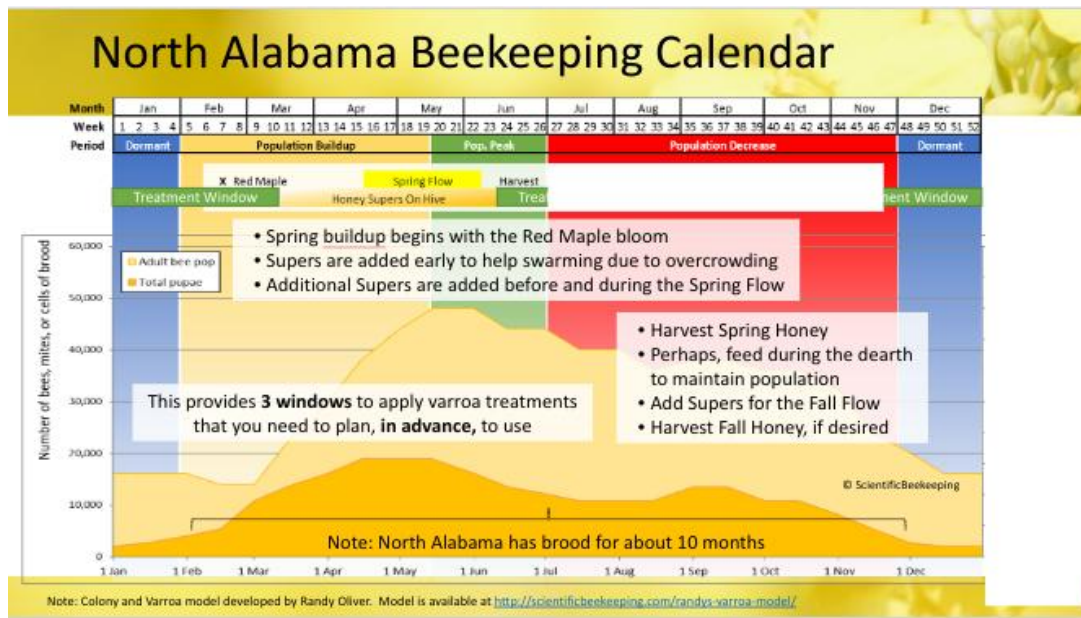 North Alabama Beekeeping Calendar
Month Jan Feb Mar Apr May Jun Jul Aug Sep Oct Nov Dec
Week 1 2 3 4 5 6 7 8 9 10 11 12 13 14 15 16 17 18 19 20 21 22 23 24 25 26 27 28 29 30 31 32 33 34 35 36 37 38 39 40 41 42 43 44 45 46 47 48 49 50 51 52
Period Dormant Population Buildup Pop. Peak Population Decrease Dormant
X Red Maple Spring Flow Harvest
Treatment Window Honey Supers On Hive Treat ent Window
• Spring buildup begins with the Red Maple bloom
• Supers are added early to help swarming due to overcrowding
• Additional Supers are added before and during the Spring Flow
Adult bee pop
Total pupae
• Harvest Spring Honey
• Perhaps, feed during the dearth
to maintain population
• Add Supers for the Fall Flow
• Harvest Fall Honey, if desired
This provides 3 windows to apply varroa treatments
that you need to plan, in advance, to use
Number of bees, mites, or cells of brood
60,000
50,000
40,000
30,000
20,000
10,000
0
© ScientificBeekeeping
Note: North Alabama has brood for about 10 months
1 Jan 1 Feb 1 Mar 1 Apr 1 May 1 Jun 1 Jul 1 Aug 1 Sep 1 Oct 1 Nov 1 Dec
Note: Colony and Varroa model developed by Randy Oliver. Model is available at http://scientificbeekeeping.com/randys-varroa-model/